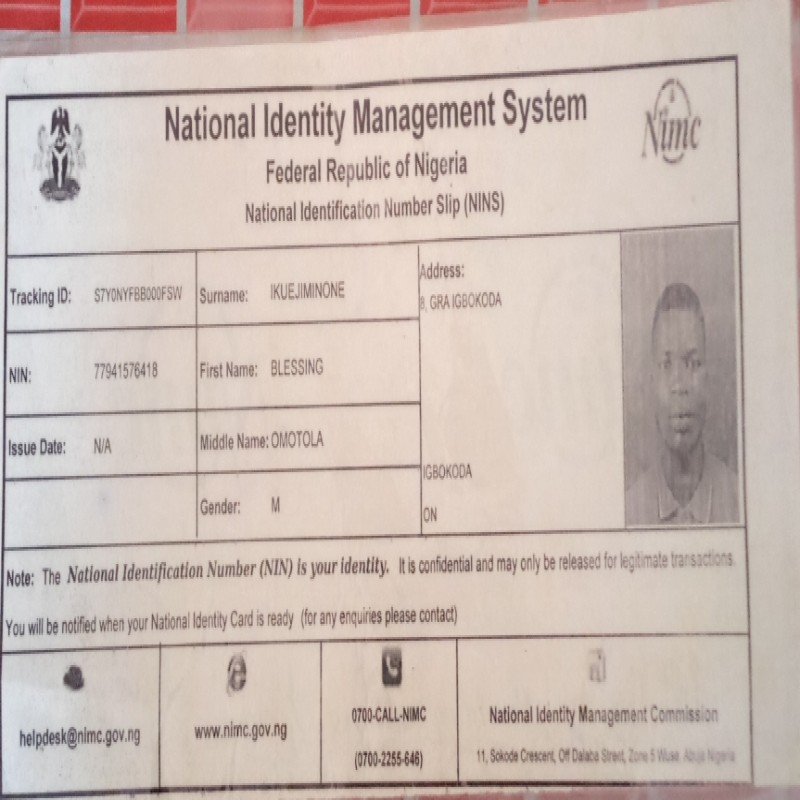 National Identity Management System
Federal Republic of Nigeria
National Identification Number Slip (NINS)
Nimc
Tracking ID: S7Y0NYFBB000FSW
Surname: IKUEJIMINONE
Address:
8, GRA IGBOKODA
NIN: 77941576418
First Name: BLESSING
Issue Date: N/A
Middle Name: OMOTOLA
IGBOKODA
Gender: M
ON
Note: The National Identification Number (NIN) is your identity. It is confidential and may only be released for legitimate transactions.
You will be notified when your National Identity Card is ready (for any enquiries please contact)
helpdesk@nimc.gov.ng
www.nimc.gov.ng
0700-CALL-NIMC
(0700-2255-646)
National Identity Management Commission
11, Sokode Crescent, Off Dalaba Street, Zone 5 Wuse, Abuja Nigeria